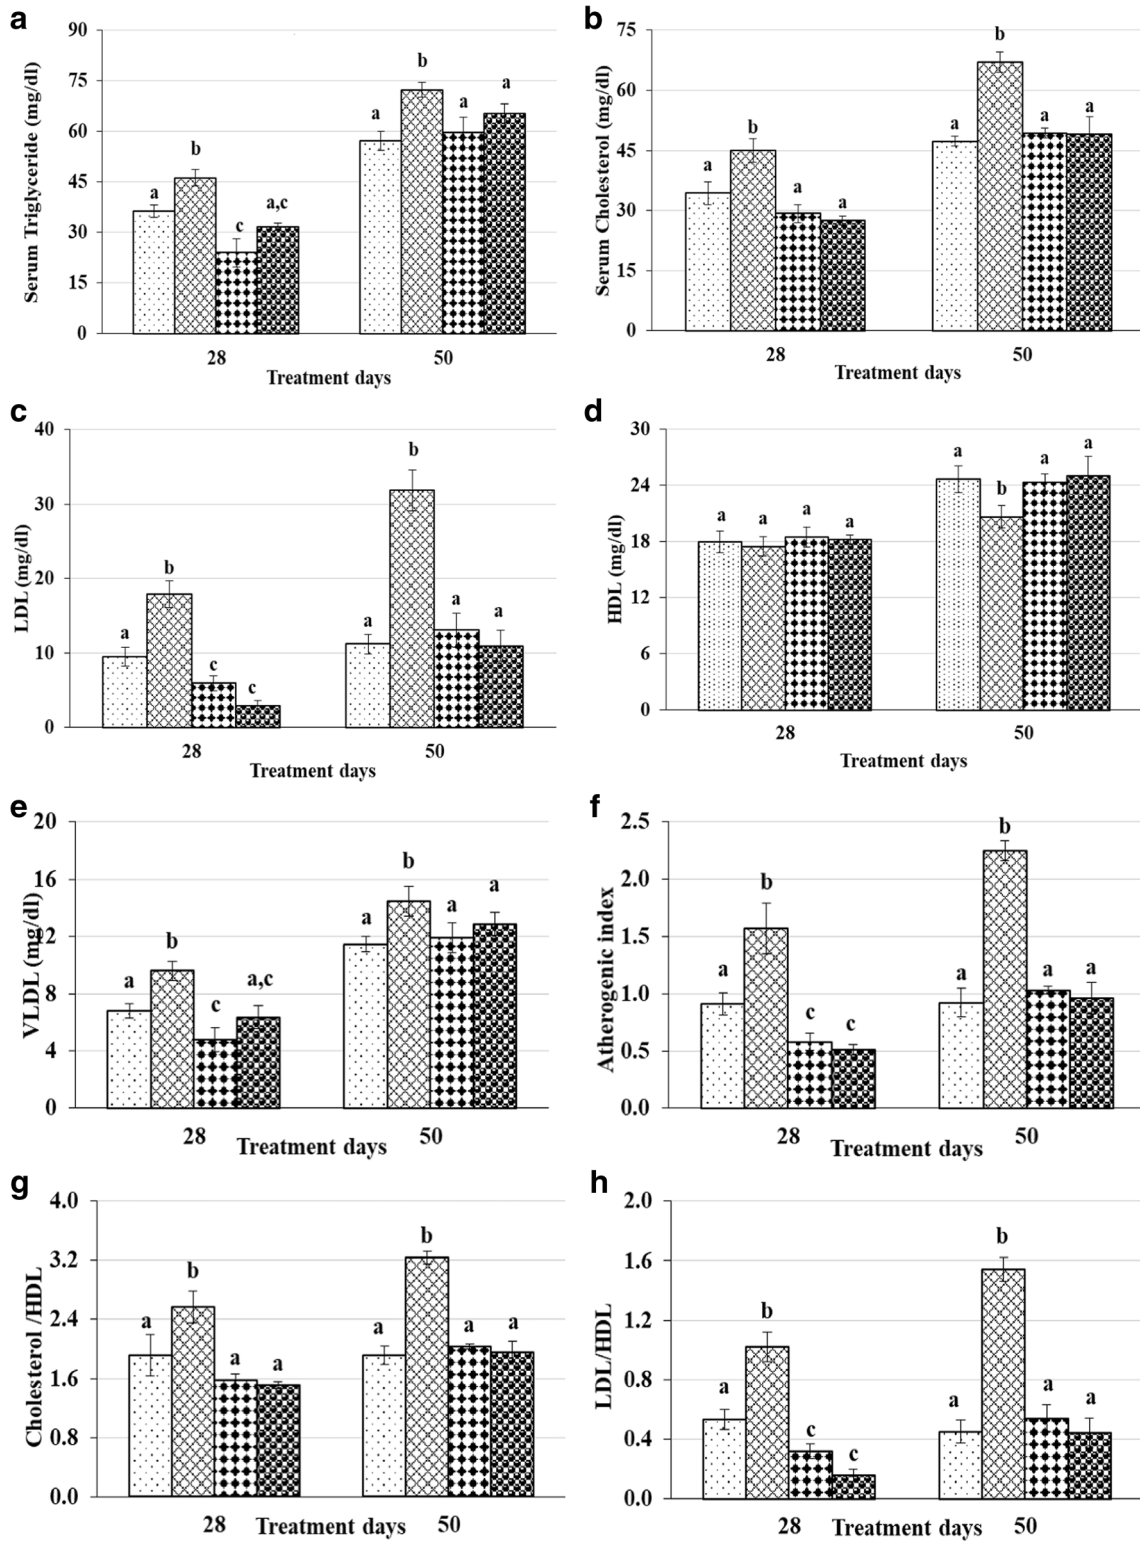 a
Serum Triglyceride (mg/dl)
90
75
60
45
30
15
0
a
b
c
a,c
a
b
a
a
28
50
Treatment days
b
Serum Cholesterol (mg/dl)
75
60
45
30
15
0
a
b
a
a
a
b
a
a
28
50
Treatment days
c
LDL (mg/dl)
40
30
20
10
0
a
b
c
c
a
b
a
a
28
50
Treatment days
d
HDL (mg/dl)
30
24
18
12
6
0
a
a
a
a
a
b
a
a
28
50
Treatment days
e
VLDL (mg/dl)
20
16
12
8
4
0
a
b
c
a,c
a
b
a
a
28
50
Treatment days
f
Atherogenic index
2.5
2.0
1.5
1.0
0.5
0.0
a
b
c
c
a
b
a
a
28
50
Treatment days
g
Cholesterol /HDL
4.0
3.2
2.4
1.6
0.8
0.0
a
b
a
a
a
b
a
a
28
50
Treatment days
h
LDL/HDL
2.0
1.6
1.2
0.8
0.4
0.0
a
b
c
c
a
b
a
a
28
50
Treatment days